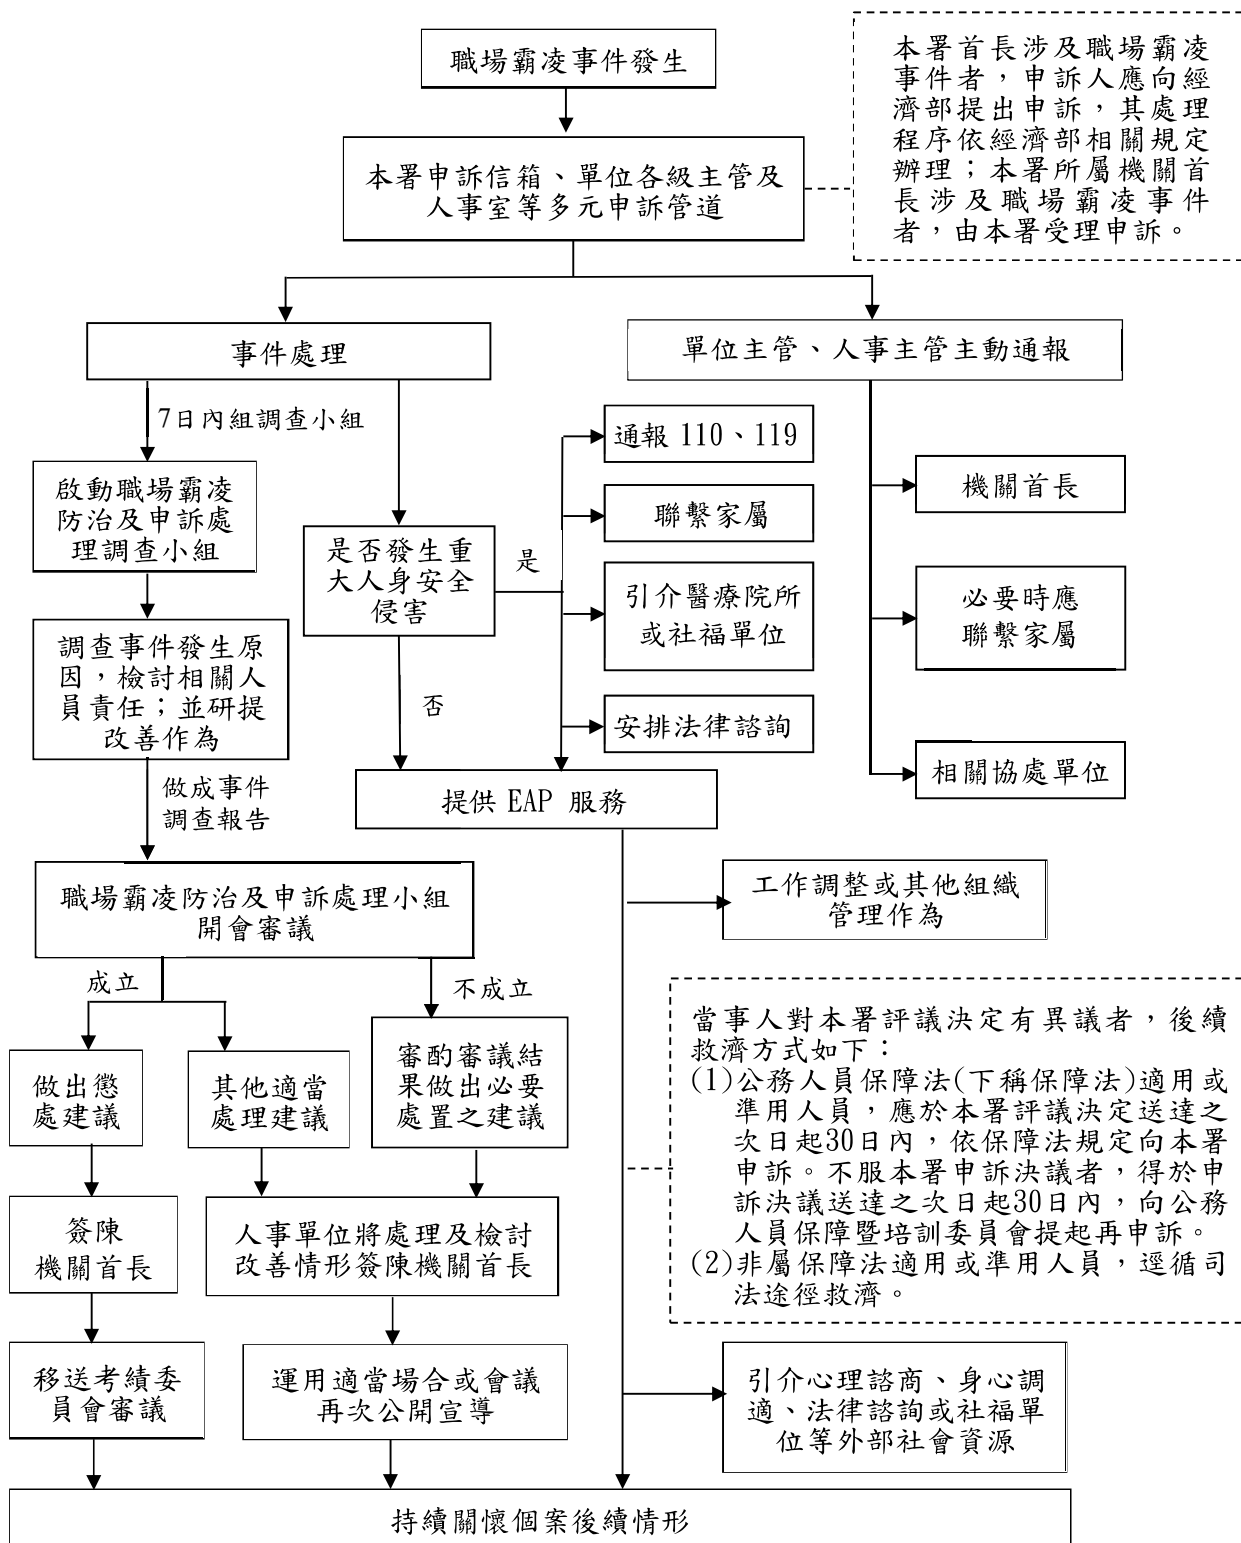 職場霸凌事件發生
本署首長涉及職場霸凌
事件者，申訴人應向經
濟部提出申訴，其處理
程序依經濟部相關規定
辦理；本署所屬機關首
長涉及職場霸凌事件
者，由本署受理申訴。
本署申訴信箱、單位各級主管及
人事室等多元申訴管道
事件處理
單位主管、人事主管主動通報
7日內組調查小組
通報 110、119
啟動職場霸凌
防治及申訴處
理調查小組
機關首長
聯繫家屬
是否發生重
大人身安全
侵害
是
引介醫療院所
或社福單位
必要時應
聯繫家屬
調查事件發生原
因，檢討相關人
員責任；並研提
改善作為
否
安排法律諮詢
相關協處單位
做成事件
調查報告
提供 EAP 服務
職場霸凌防治及申訴處理小組
開會審議
工作調整或其他組織
管理作為
成立
不成立
當事人對本署評議決定有異議者，後續
救濟方式如下：
(1)公務人員保障法(下稱保障法)適用或
準用人員，應於本署評議決定送達之
次日起30日內，依保障法規定向本署
申訴。不服本署申訴決議者，得於申
訴決議送達之次日起30日內，向公務
人員保障暨培訓委員會提起再申訴。
(2)非屬保障法適用或準用人員，逕循司
法途徑救濟。
做出懲
處建議
其他適當
處理建議
審酌審議結
果做出必要
處置之建議
簽陳
機關首長
人事單位將處理及檢討
改善情形簽陳機關首長
移送考績委
員會審議
運用適當場合或會議
再次公開宣導
引介心理諮商、身心調
適、法律諮詢或社福單
位等外部社會資源
持續關懷個案後續情形